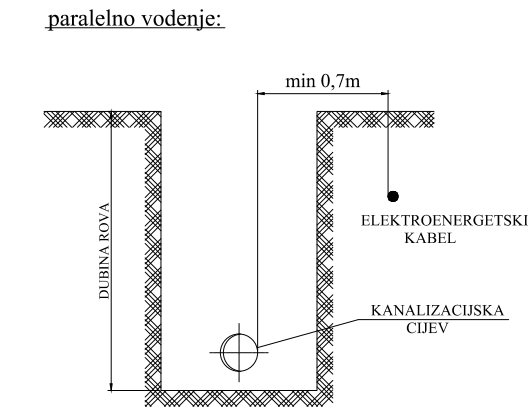 paralelno vođenje:
min 0,7m
DUBINA ROVA
ELEKTROENERGETSKI
KABEL
KANALIZACIJSKA
CIJEV